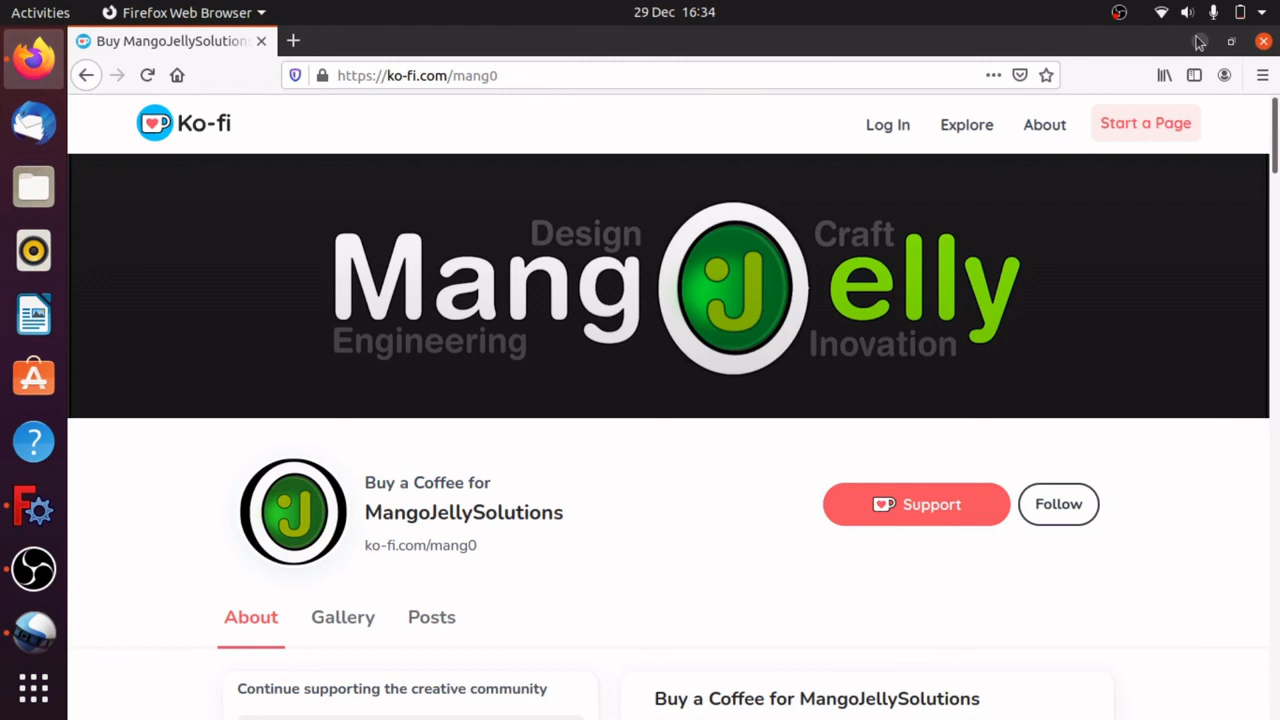 Activities
Firefox Web Browser
29 Dec 16:34
Buy MangoJellySolution
https://ko-fi.com/mang0
Ko-fi
Log In
Explore
About
Start a Page
Design
Craft
Mang J elly
Engineering
Inovation
Buy a Coffee for
MangoJellySolutions
ko-fi.com/mang0
Support
Follow
About
Gallery
Posts
Continue supporting the creative community
Buy a Coffee for MangoJellySolutions